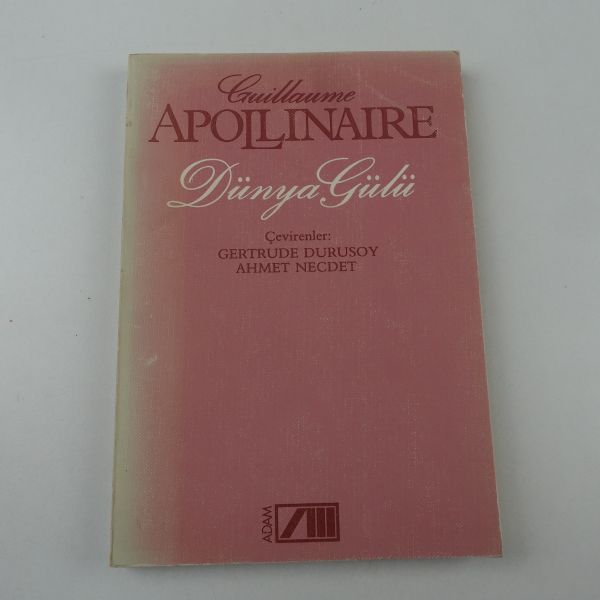 Guillaume
APOLLINAIRE
Dünya Gülü
Çevirenler:
GERTRUDE DURUSOY
AHMET NECDET
ADAM